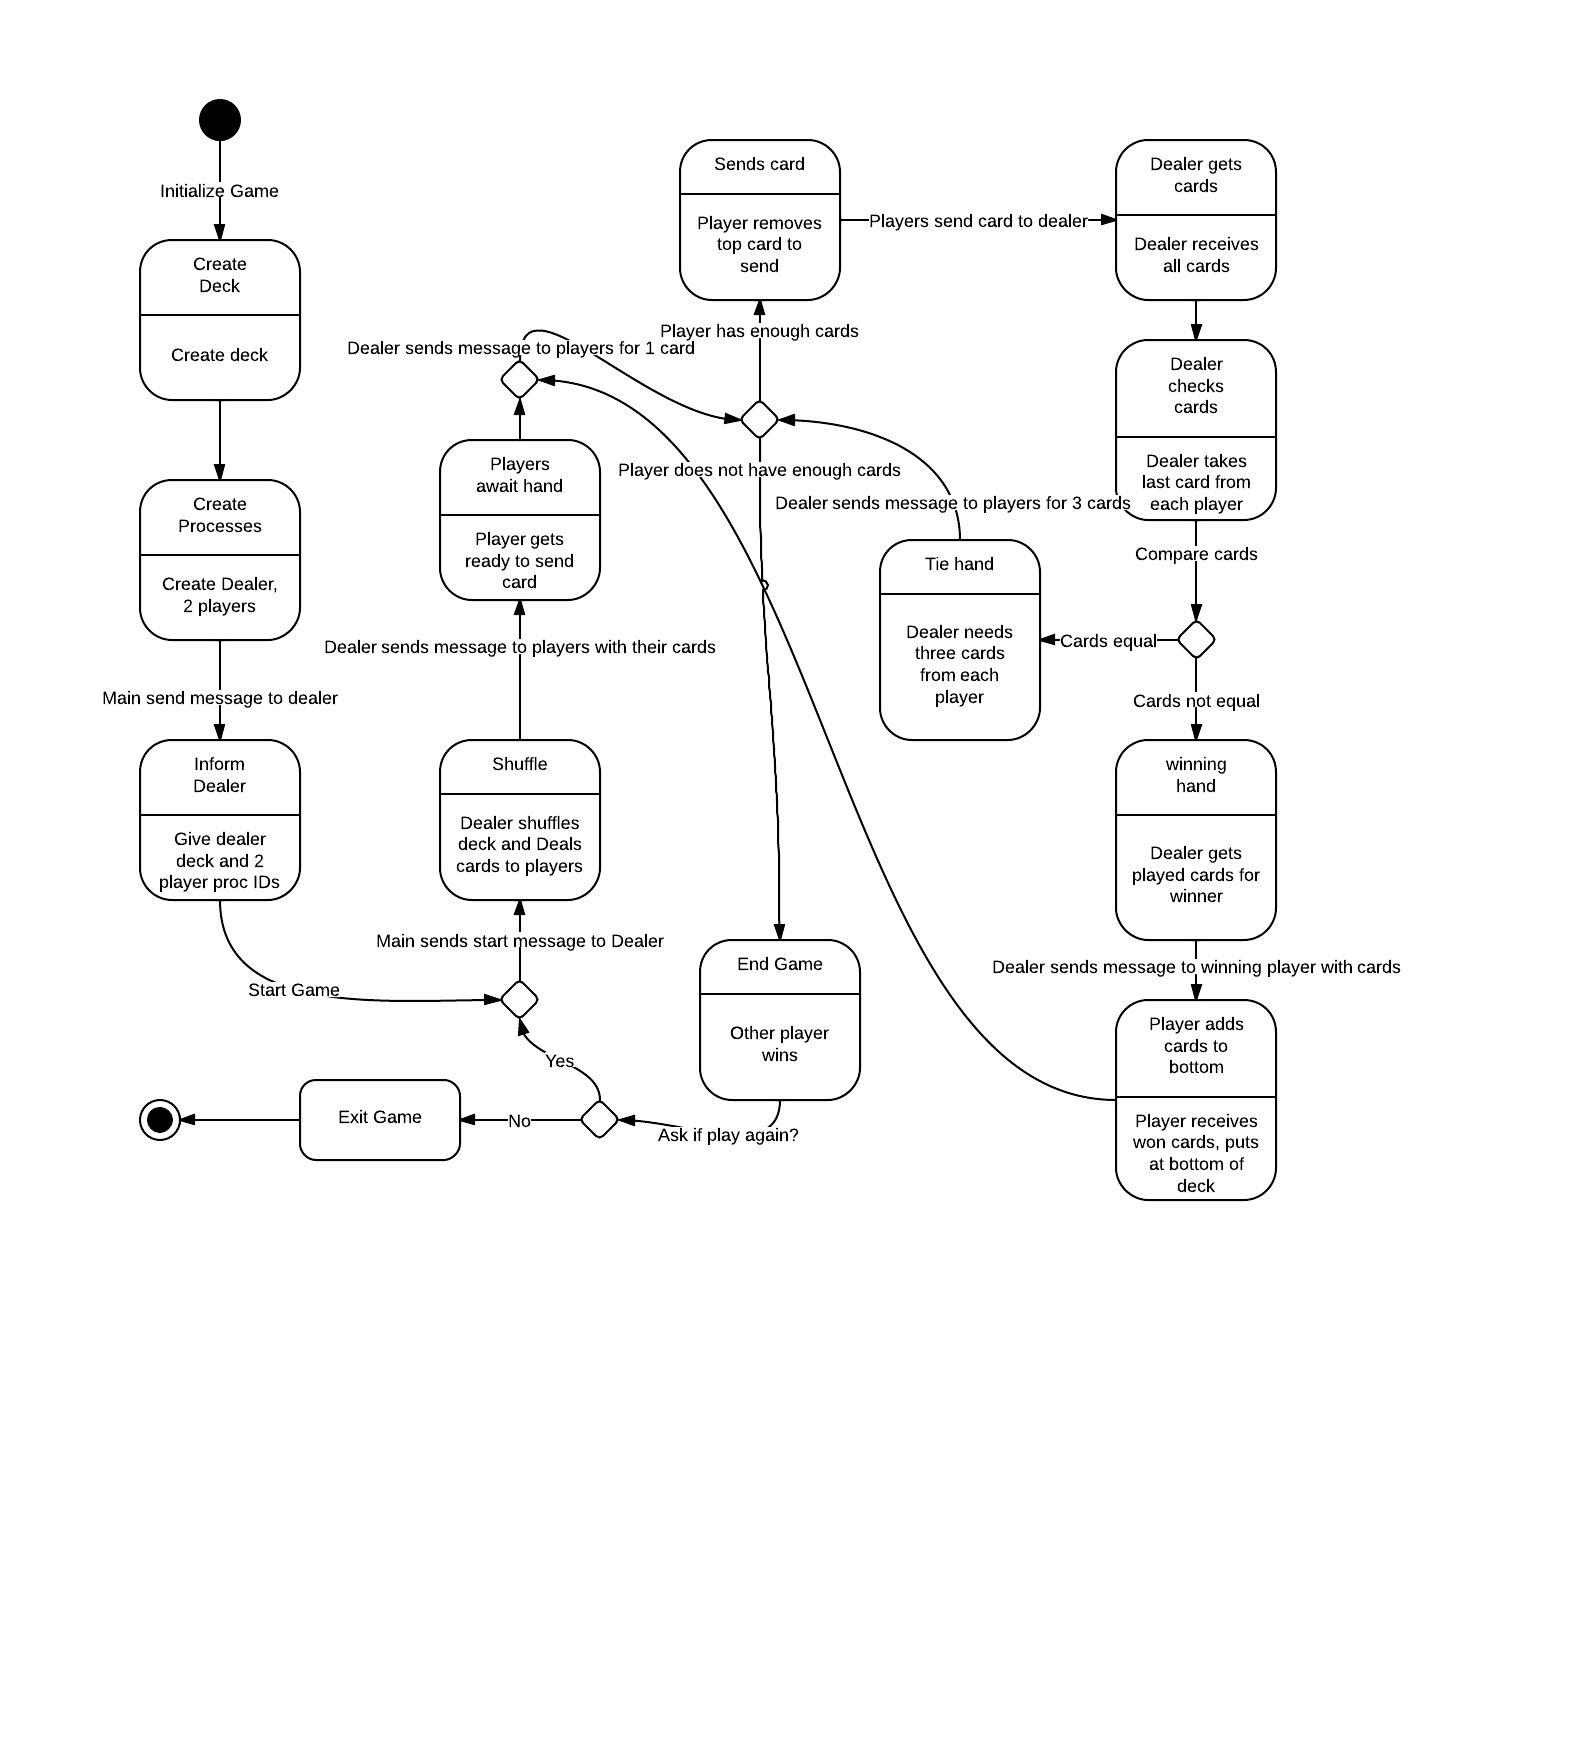 Initialize Game
Create
Deck
Create deck
Create
Processes
Create Dealer,
2 players
Main send message to dealer
Inform
Dealer
Give dealer
deck and 2
player proc IDs
Start Game
Main sends start message to Dealer
Shuffle
Dealer shuffles
deck and Deals
cards to players
Dealer sends message to players with their cards
Players
await hand
Player gets
ready to send
card
Dealer sends message to players for 1 card
Player has enough cards
Sends card
Player removes
top card to
send
Players send card to dealer
Dealer gets
cards
Dealer receives
all cards
Dealer
checks
cards
Dealer takes
last card from
each player
Compare cards
Cards equal
Tie hand
Dealer needs
three cards
from each
player
Dealer sends message to players for 3 cards
Cards not equal
winning
hand
Dealer gets
played cards for
winner
Dealer sends message to winning player with cards
Player adds
cards to
bottom
Player receives
won cards, puts
at bottom of
deck
Player does not have enough cards
End Game
Other player
wins
Ask if play again?
Yes
No
Exit Game